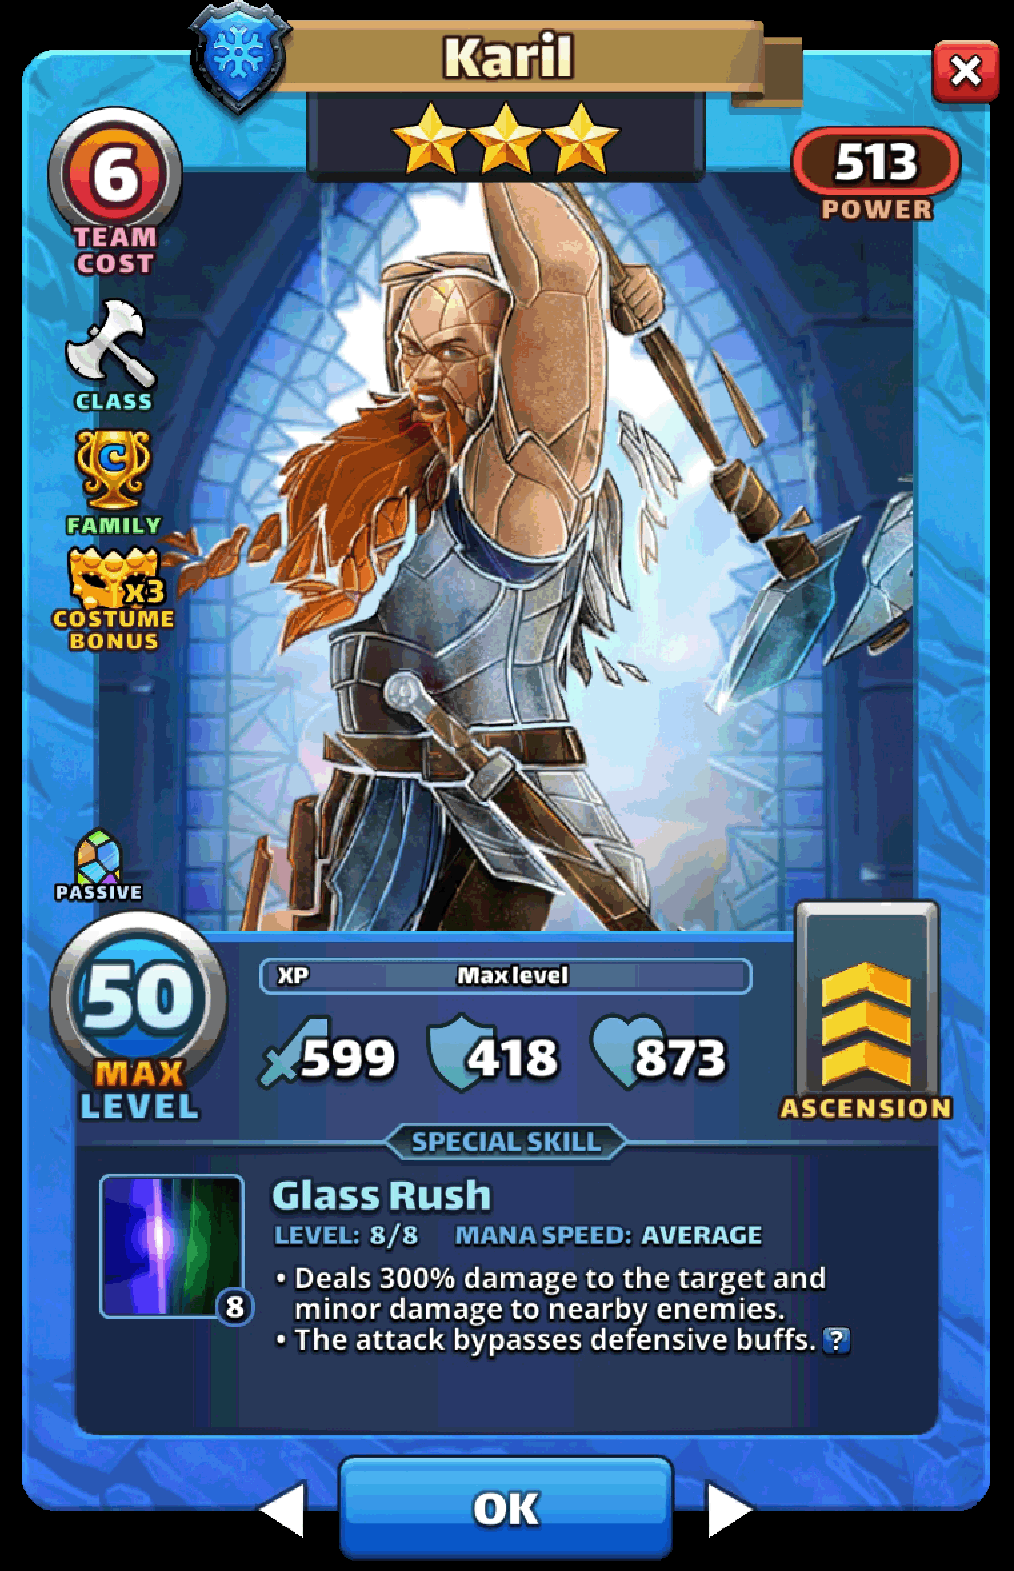 Karil
6
TEAM
COST
513
POWER
CLASS
C
FAMILY
x3
COSTUME
BONUS
PASSIVE
50
MAX
LEVEL
XP Max level
599 418 873
ASCENSION
SPECIAL SKILL
Glass Rush
LEVEL: 8/8 MANA SPEED: AVERAGE
8
• Deals 300% damage to the target and
minor damage to nearby enemies.
• The attack bypasses defensive buffs. ?
OK